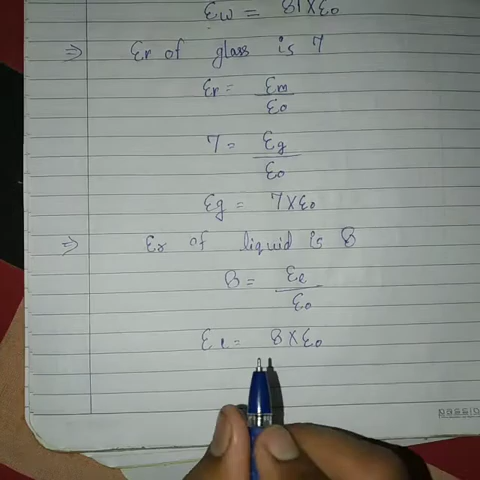 εw = 81×ε₀
⇒ εr of glass is 7
εr = εm
ε₀
7 = εg
ε₀
εg = 7×ε₀
⇒ εr of liquid is 8
8 = εl
ε₀
εl = 8×ε₀